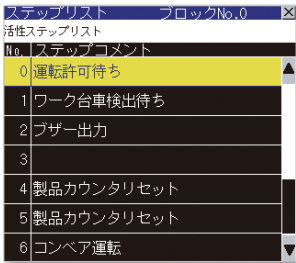 ステップリスト ブロックNo.0
活性ステップリスト
No. ステップコメント
0 運転許可待ち
1 ワーク台車検出待ち
2 ブザー出力
3
4 製品カウンタリセット
5 製品カウンタリセット
6 コンベア運転